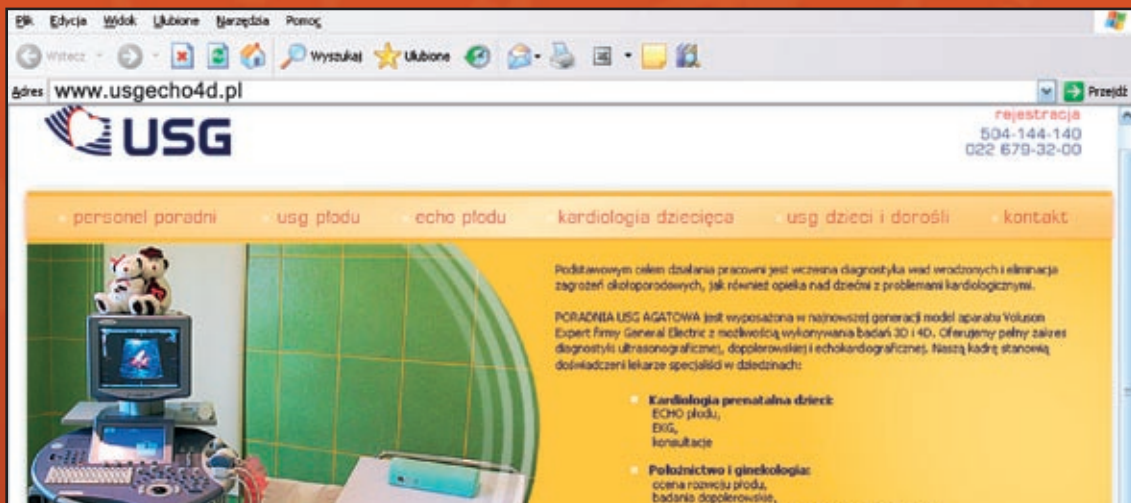 Plik Edycja Widok Ulubione Narzędzia Pomoc
Wstecz Wyszukaj Ulubione
Adres www.usgecho4d.pl Przejdź
USG
rejestracja
504-144-140
022 679-32-00
personel poradni usg płodu echo płodu kardiologia dziecięca usg dzieci i dorośli kontakt
Podstawowym celem działania pracowni jest wczesna diagnostyka wad wrodzonych i eliminacja
zagrożeń okołoporodowych, jak również opieka nad dziećmi z problemami kardiologicznymi.
PORADNIA USG AGATOWA jest wyposażona w najnowszej generacji model aparatu Voluson
Expert firmy General Electric z możliwością wykonywania badań 3D i 4D. Oferujemy pełny zakres
diagnostyki ultrasonograficznej, dopplerowskiej i echokardiograficznej. Naszą kadrę stanowią
doświadczeni lekarze specjaliści w dziedzinach:
Kardiologia prenatalna dzieci:
ECHO płodu,
EKG,
konsultacje
Położnictwo i ginekologia:
ocena rozwoju płodu,
badania dopplerowskie,